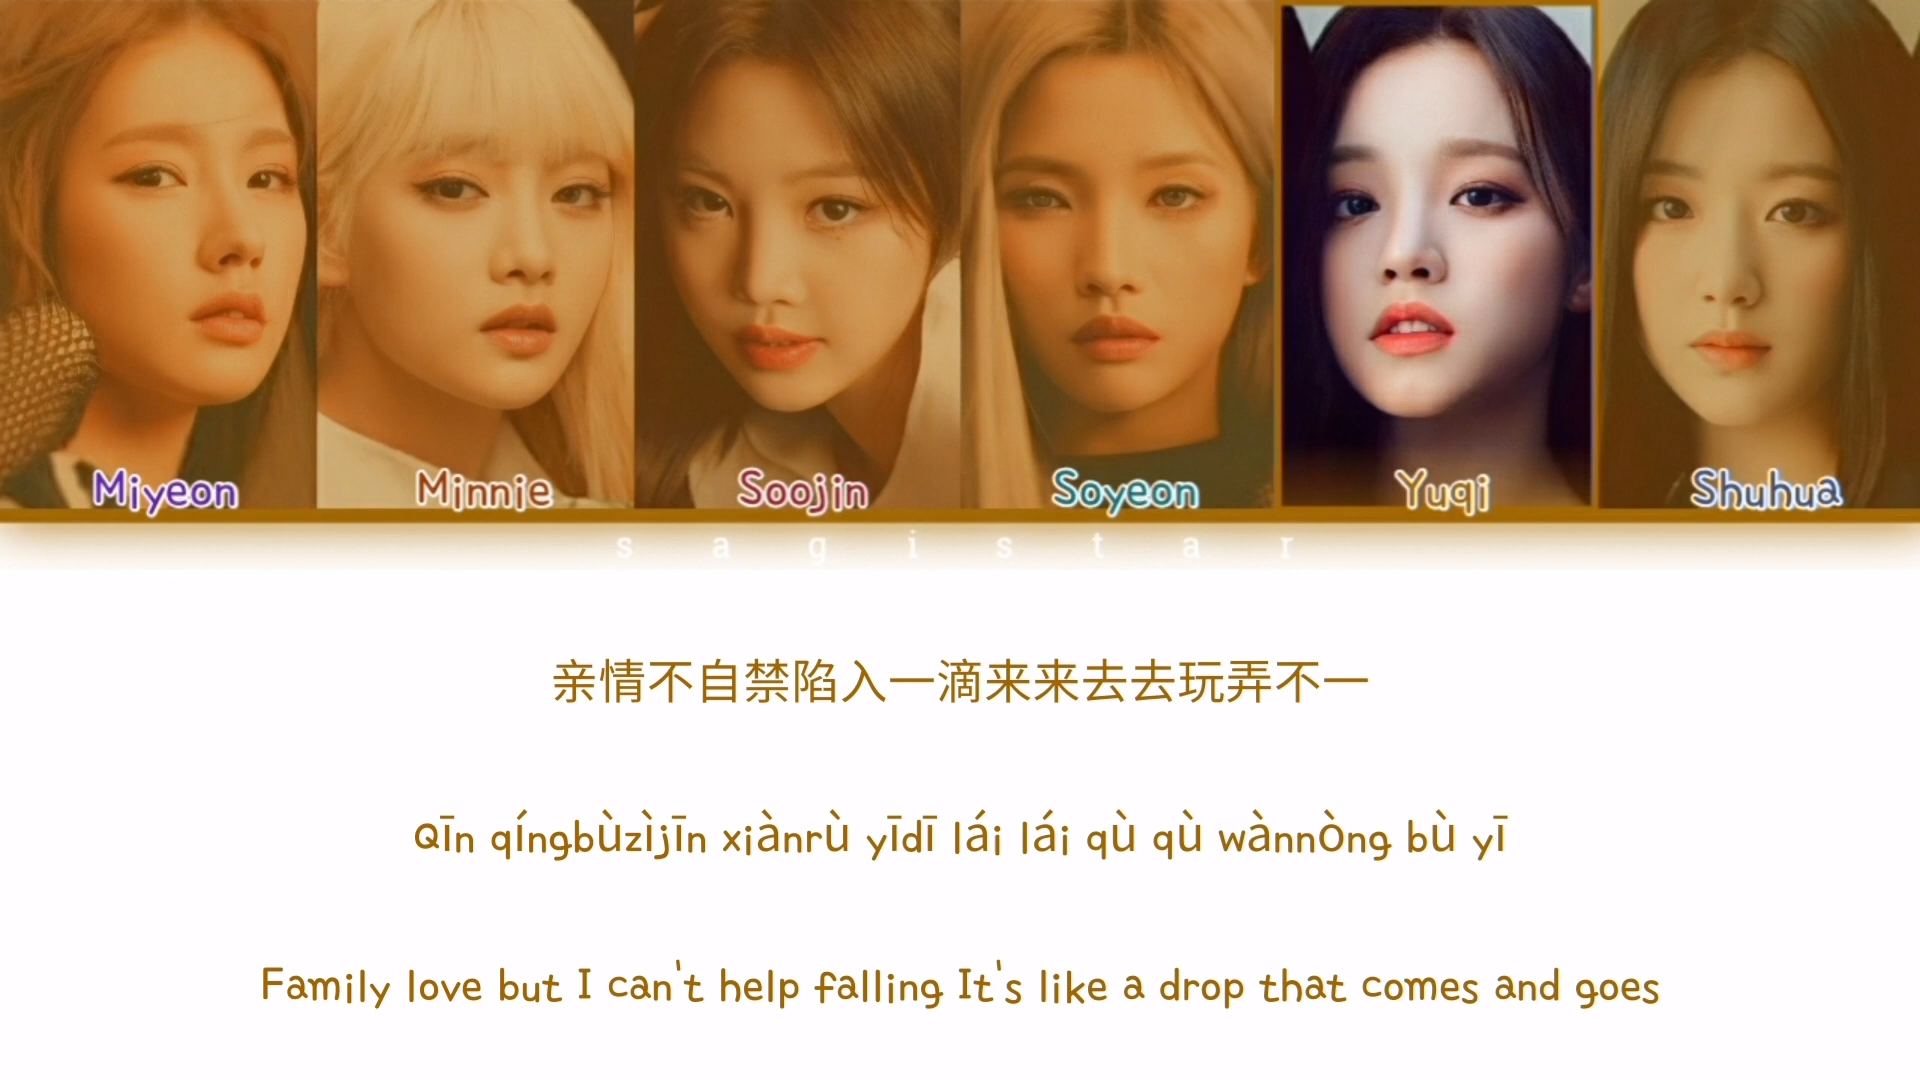 Miyeon Minnie Soojin Soyeon Yuqi Shuhua
s a g i s t a r
亲情不自禁陷入一滴来来去去玩弄不一
Qīn qíngbùzìjīn xiànrù yīdī lái lái qù qù wànnÒng bù yī
Family love but I can't help falling It's like a drop that comes and goes